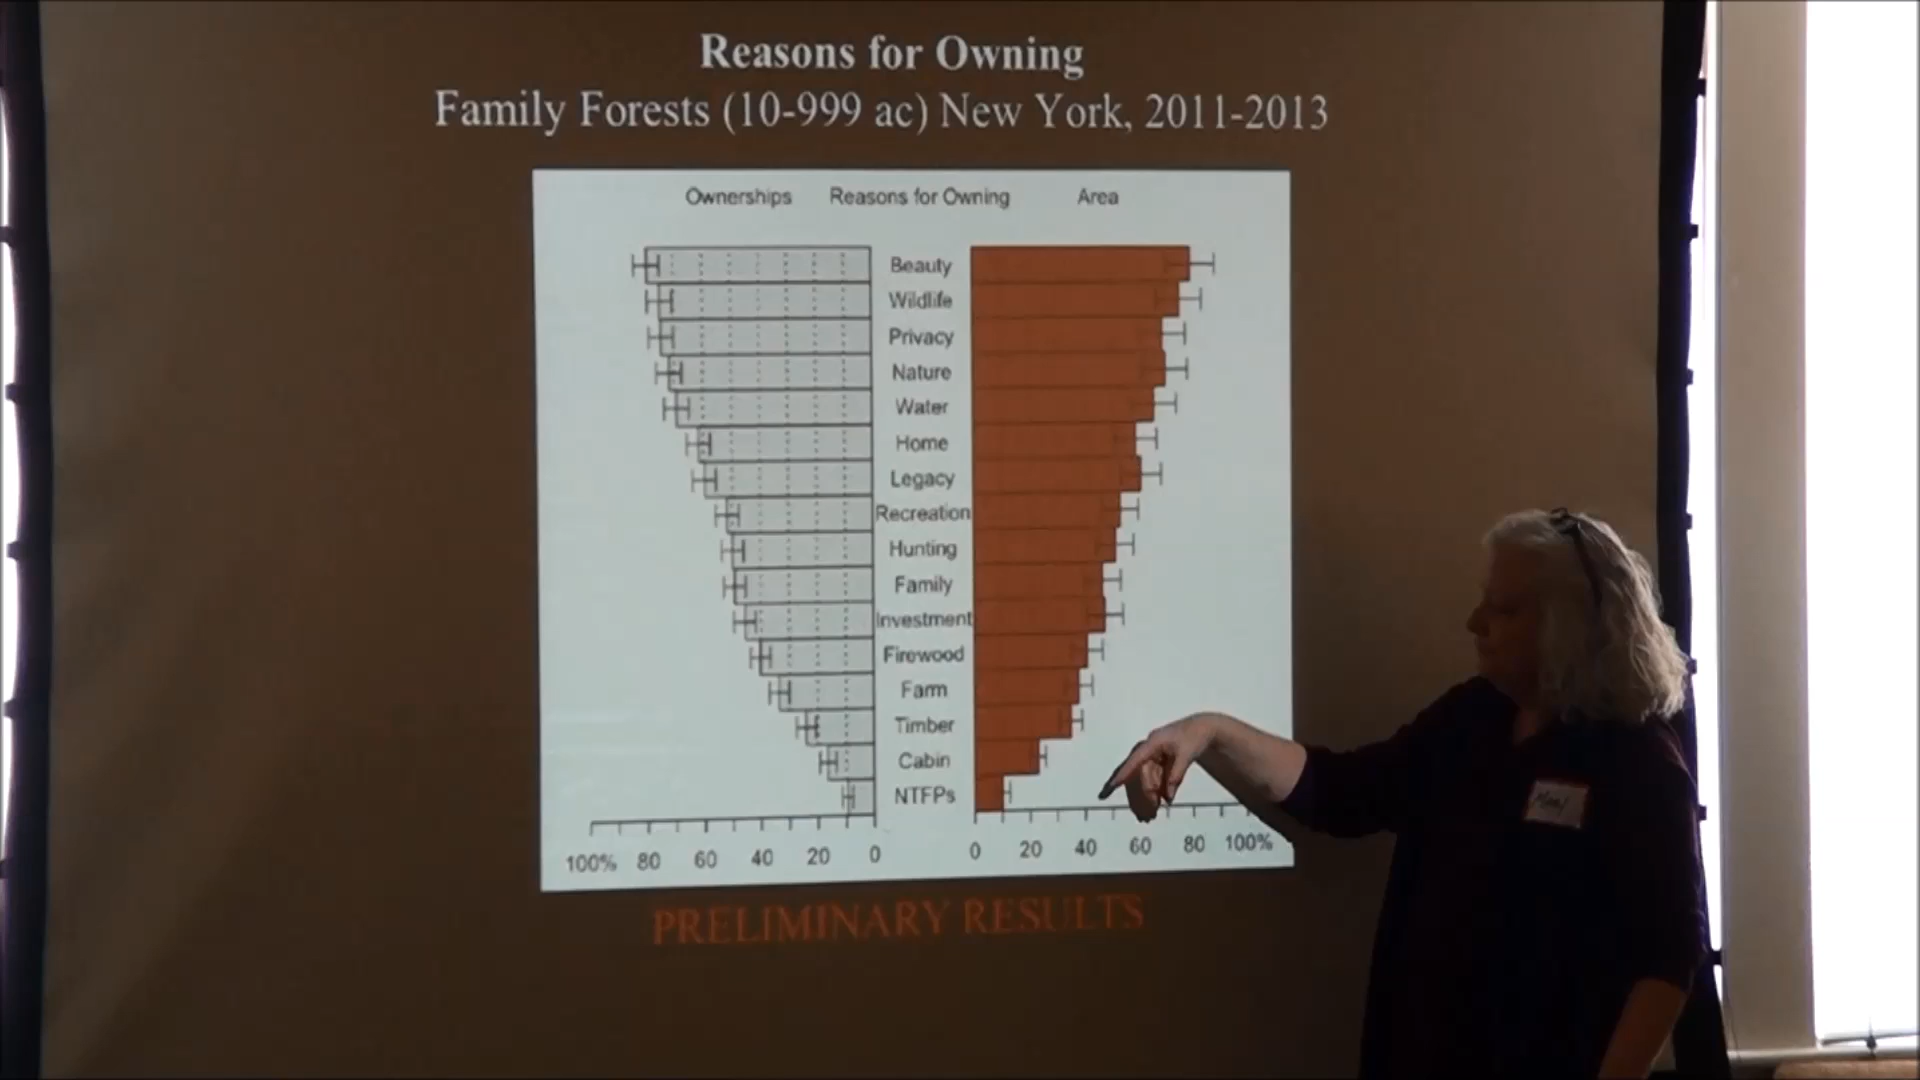 Reasons for Owning
Family Forests (10-999 ac) New York, 2011-2013
Ownerships Reasons for Owning Area
Beauty
Wildlife
Privacy
Nature
Water
Home
Legacy
Recreation
Hunting
Family
Investment
Firewood
Farm
Timber
Cabin
NTFPs
100% 80 60 40 20 0 0 20 40 60 80 100%
PRELIMINARY RESULTS